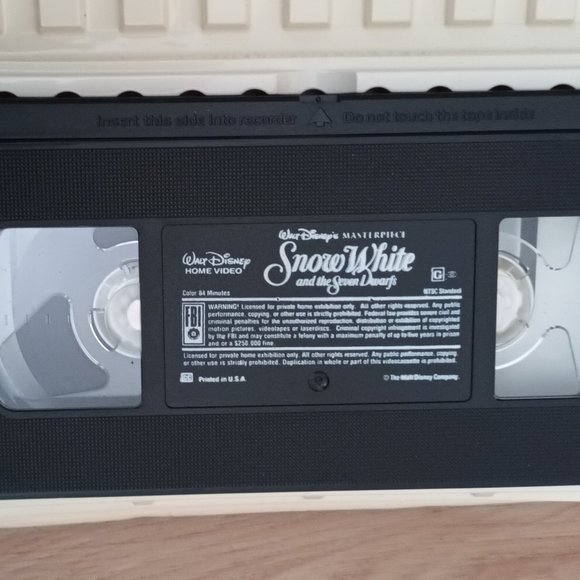 Insert this side into recorder Do not touch the tape inside
Walt Disney's MASTERPIECE
Walt Disney
HOME VIDEO
Snow White
and the Seven Dwarfs
G
Color 84 Minutes
NTSC Standard
FBI
WARNING! Licensed for private home exhibition only. All other rights reserved. Any public
performance, copying, or other use is strictly prohibited. Federal law provides severe civil and
criminal penalties for the unauthorized reproduction, distribution or exhibition of copyrighted
motion pictures, videotapes or laserdiscs. Criminal copyright infringement is investigated
by the FBI and may constitute a felony with a maximum penalty of up to five years in prison
and or a $250.000 fine.
Licensed for private home exhibition only. All other rights reserved. Any public performance, copying
or other use is strictly prohibited. Duplication in whole or part of this videocassette is prohibited.
Printed in U.S.A.
© The Walt Disney Company.